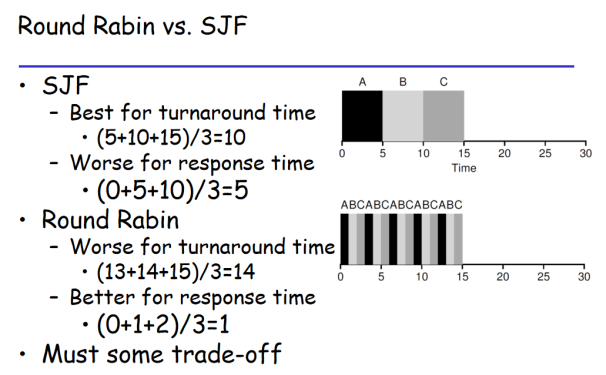 Round Rabin vs. SJF
• SJF
– Best for turnaround time
• (5+10+15)/3=10
– Worse for response time
• (0+5+10)/3=5
• Round Rabin
– Worse for turnaround time
• (13+14+15)/3=14
– Better for response time
• (0+1+2)/3=1
• Must some trade-off
A B C
0 5 10 15 20 25 30
Time
ABCABCABCABCABC
0 5 10 15 20 25 30